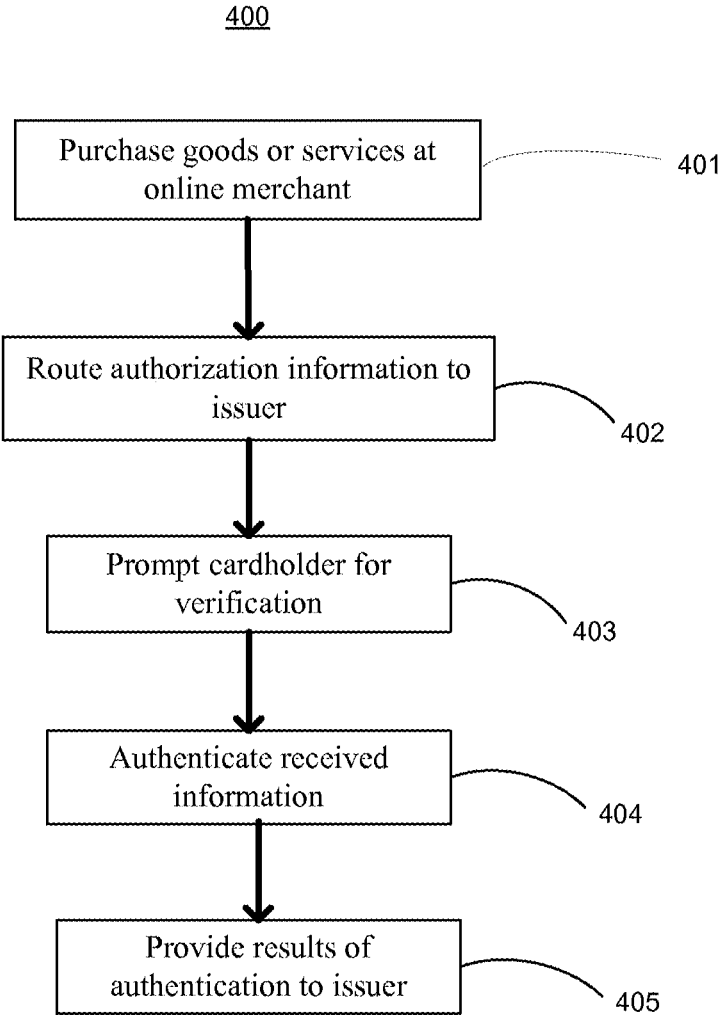 400
Purchase goods or services at
online merchant
401
Route authorization information to
issuer
402
Prompt cardholder for
verification
403
Authenticate received
information
404
Provide results of
authentication to issuer
405